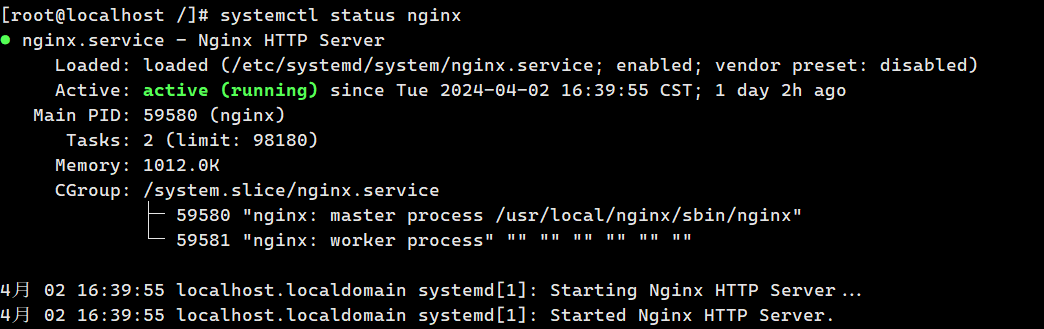 [root@localhost /]# systemctl status nginx
● nginx.service - Nginx HTTP Server
Loaded: loaded (/etc/systemd/system/nginx.service; enabled; vendor preset: disabled)
Active: active (running) since Tue 2024-04-02 16:39:55 CST; 1 day 2h ago
Main PID: 59580 (nginx)
Tasks: 2 (limit: 98180)
Memory: 1012.0K
CGroup: /system.slice/nginx.service
├─ 59580 "nginx: master process /usr/local/nginx/sbin/nginx"
└─ 59581 "nginx: worker process" "" "" "" "" "" ""
4月 02 16:39:55 localhost.localdomain systemd[1]: Starting Nginx HTTP Server...
4月 02 16:39:55 localhost.localdomain systemd[1]: Started Nginx HTTP Server.